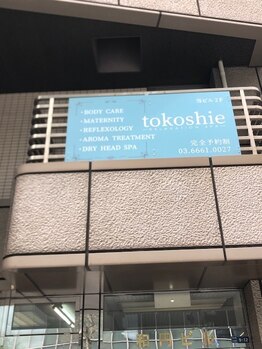 ・BODY CARE
・MATERNITY
・REFLEXOLOGY
・AROMA TREATMENT
・DRY HEAD SPA
tokoshie
完全予約制
03.6661.0027